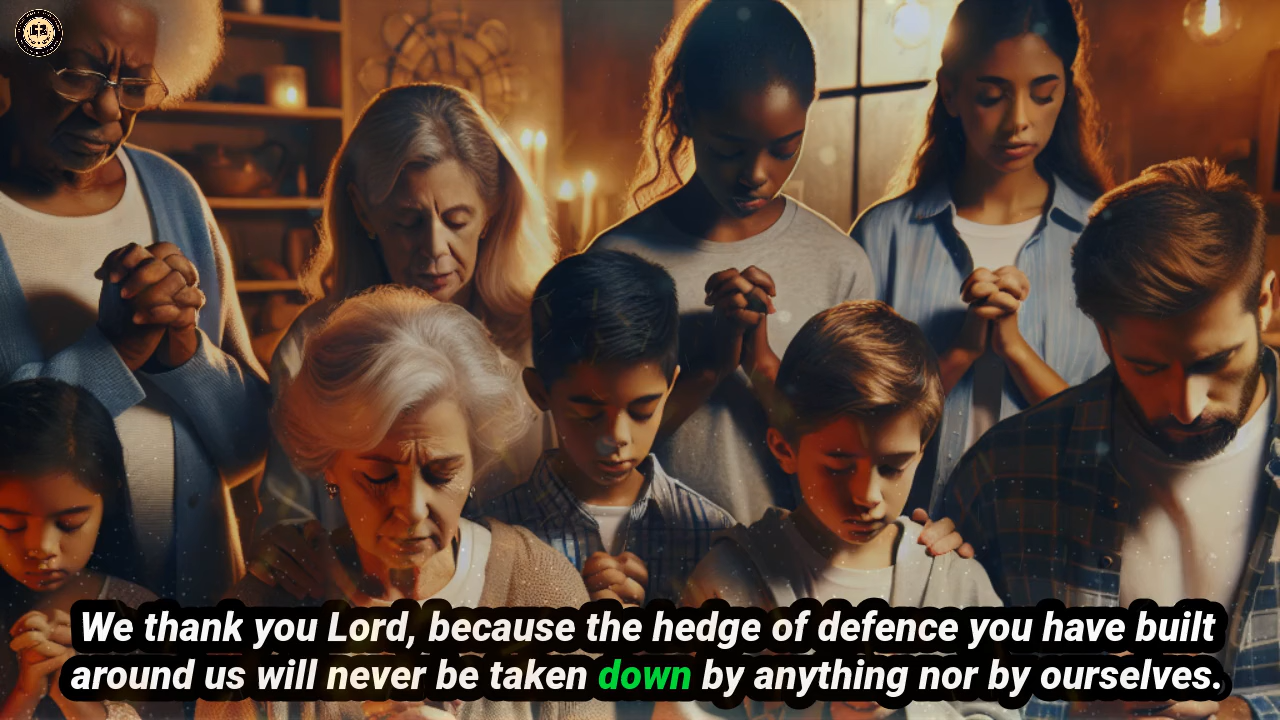 We thank you Lord, because the hedge of defence you have built
around us will never be taken down by anything nor by ourselves.